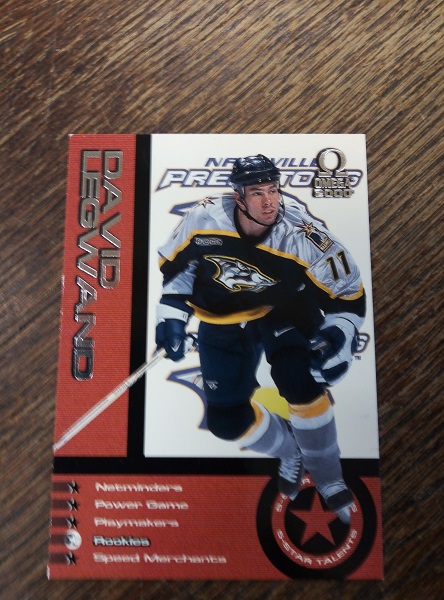 DAVID
LEGWAND
NASHVILLE
PREDATORS
OMEGA
2000
11
Netminders
Power Game
Playmakers
Rookies
Speed Merchants
5-STAR TALENTS